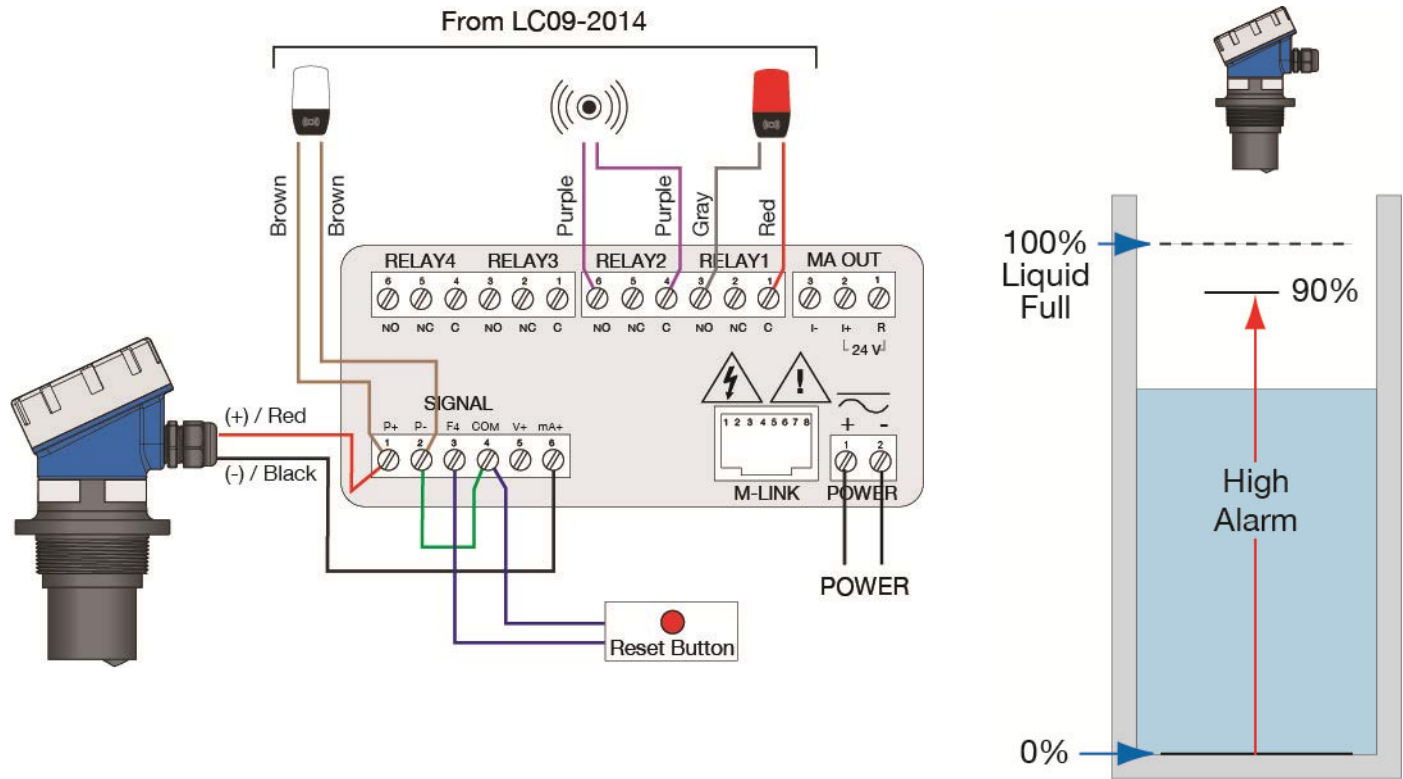 From LC09-2014
Brown
Brown
Purple
Purple
Gray
Red
RELAY4 RELAY3 RELAY2 RELAY1 MA OUT
6 5 4 3 2 1 6 5 4 3 2 1 3 2 1
NO NC C NO NC C NO NC C NO NC C I- I+ R
24 V
(+) / Red
(-) / Black
SIGNAL
P+ P- F4 COM V+ mA+
1 2 3 4 5 6
!
1 2 3 4 5 6 7 8
M-LINK
+ -
1 2
POWER
POWER
Reset Button
100%
Liquid
Full
90%
High
Alarm
0%